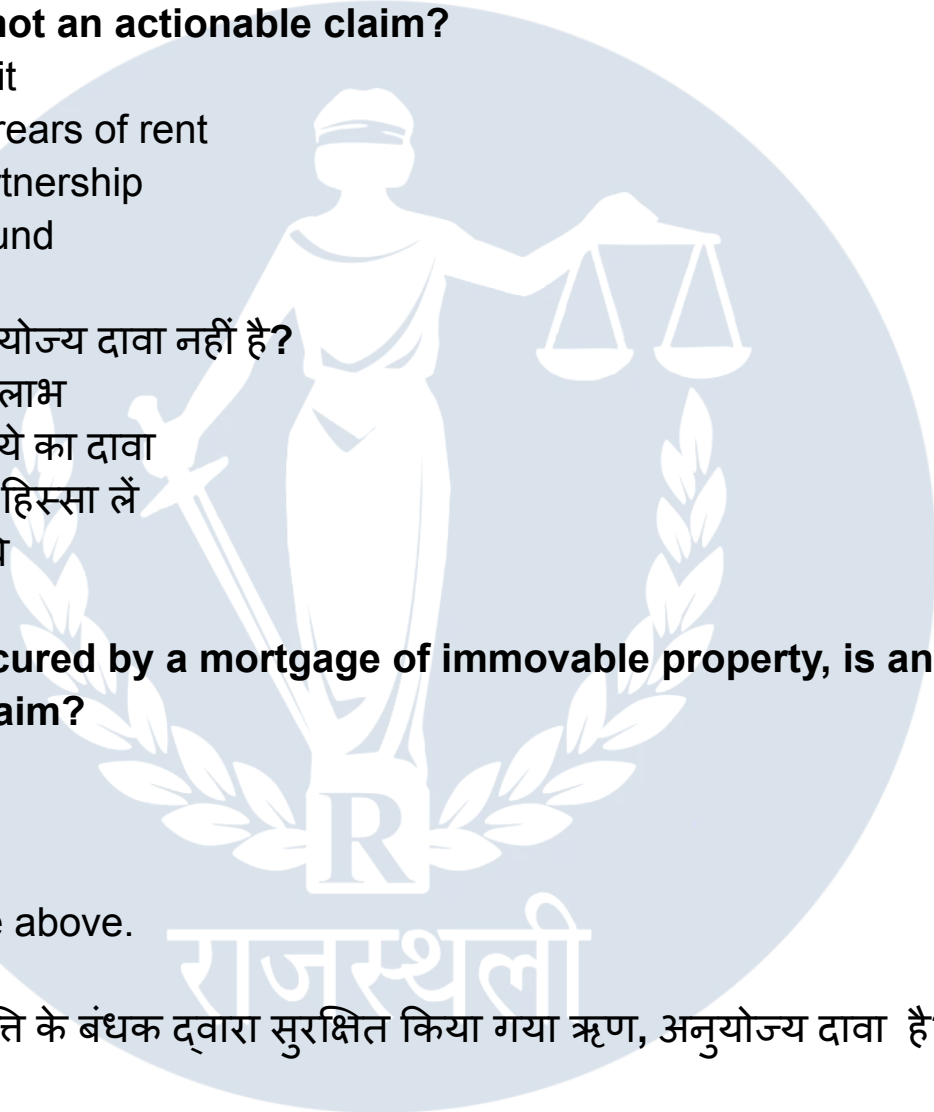 not an actionable claim?
it
rears of rent
rtnership
und
योज्य दावा नहीं है?
लाभ
ये का दावा
हिस्सा लें
cured by a mortgage of immovable property, is an
aim?
R
e above.
राजस्थली
त्ति के बंधक द्वारा सुरक्षित किया गया ऋण, अनुयोज्य दावा है